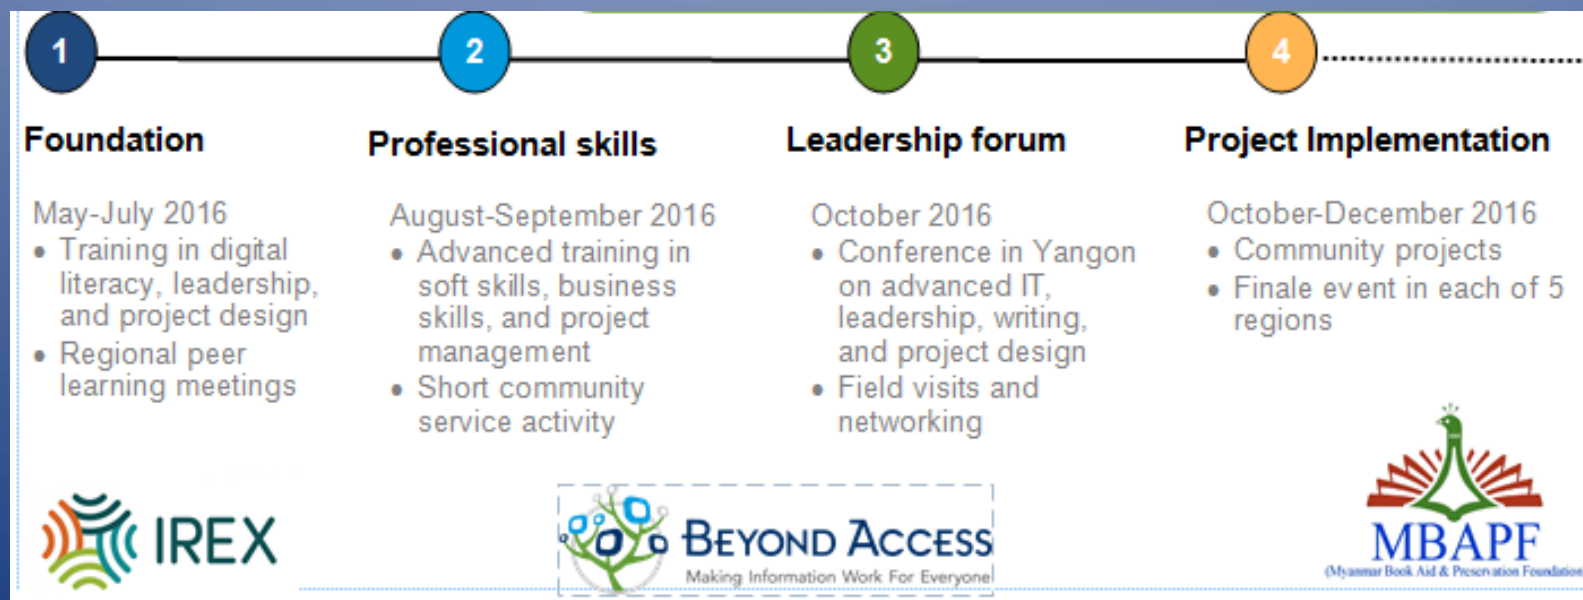 1
2
3
4
Foundation
May-July 2016
• Training in digital
literacy, leadership,
and project design
• Regional peer
learning meetings
Professional skills
August-September 2016
• Advanced training in
soft skills, business
skills, and project
management
• Short community
service activity
Leadership forum
October 2016
• Conference in Yangon
on advanced IT,
leadership, writing,
and project design
• Field visits and
networking
Project Implementation
October-December 2016
• Community projects
• Finale event in each of 5
regions
IREX
BEYOND ACCESS
Making Information Work For Everyone
MBAPF
(Myanmar Book Aid & Preservation Foundation